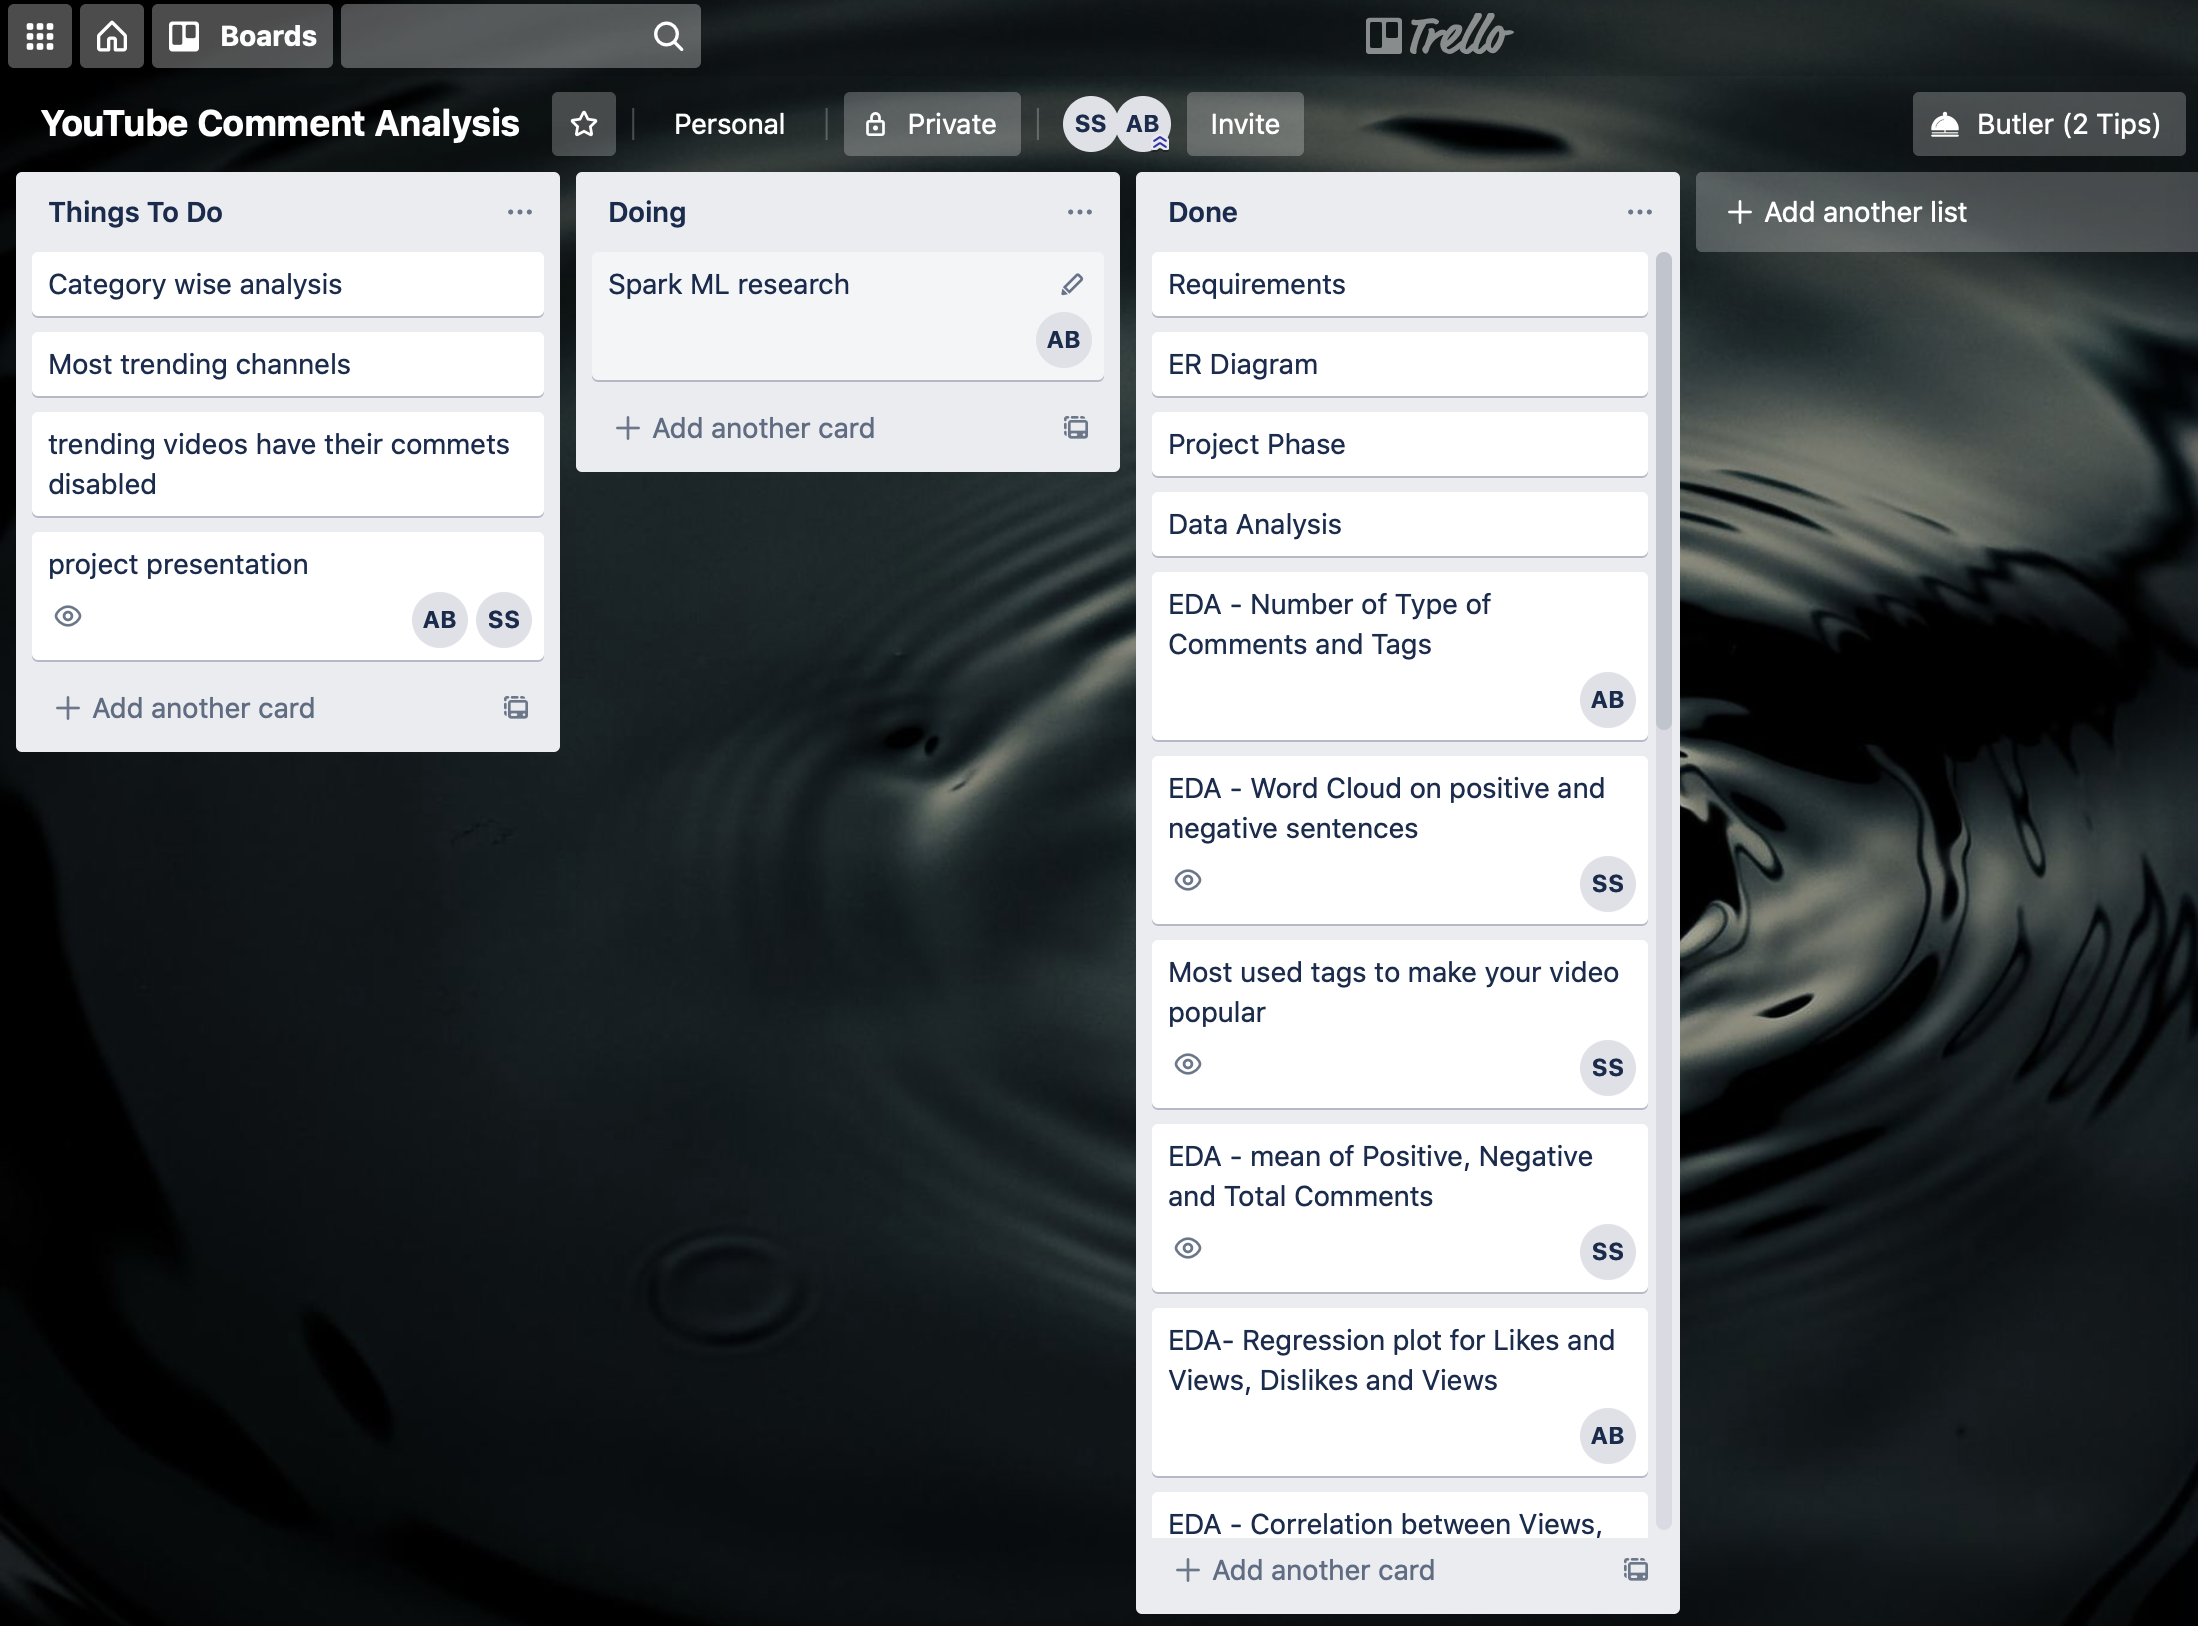 Boards
Trello
YouTube Comment Analysis
Personal
Private
SS
AB
Invite
Butler (2 Tips)
Things To Do
Category wise analysis
Most trending channels
trending videos have their commets
disabled
project presentation
AB
SS
Add another card
Doing
Spark ML research
AB
Add another card
Done
Requirements
ER Diagram
Project Phase
Data Analysis
EDA - Number of Type of
Comments and Tags
AB
EDA - Word Cloud on positive and
negative sentences
SS
Most used tags to make your video
popular
SS
EDA - mean of Positive, Negative
and Total Comments
SS
EDA- Regression plot for Likes and
Views, Dislikes and Views
AB
EDA - Correlation between Views,
Add another card
Add another list